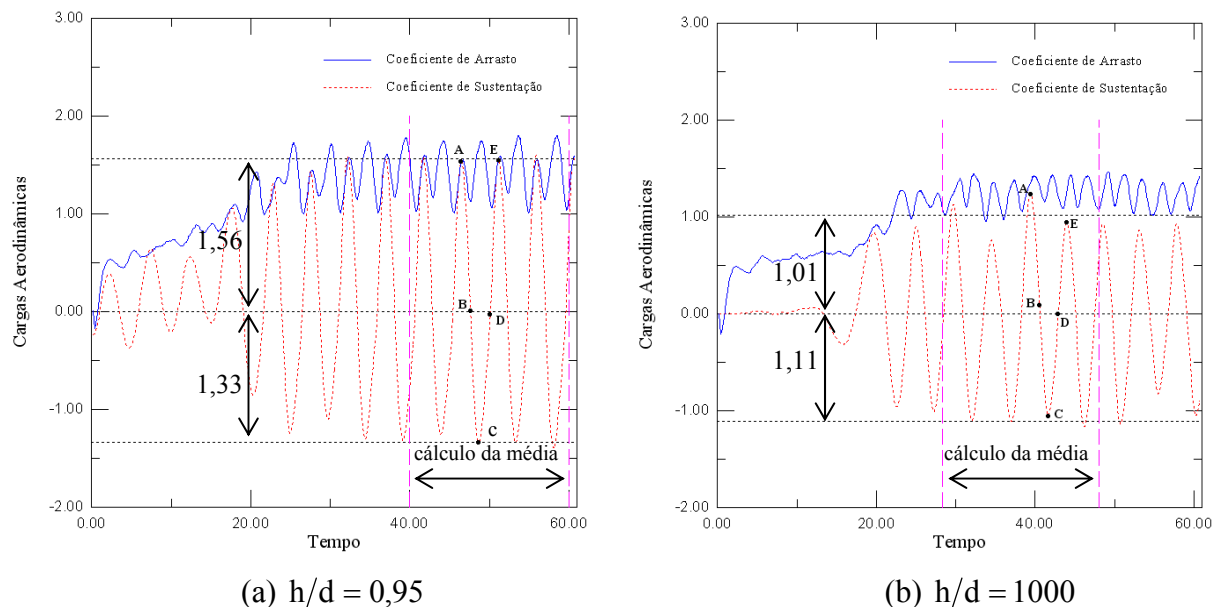 3.00
2.00
1.00
0.00
-1.00
-2.00
Cargas Aerodinâmicas
Coeficiente de Arrasto
Coeficiente de Sustentação
A
E
B
D
C
1,56
1,33
cálculo da média
0.00
20.00
40.00
60.00
Tempo
(a) h/d = 0,95
3.00
2.00
1.00
0.00
-1.00
-2.00
Cargas Aerodinâmicas
Coeficiente de Arrasto
Coeficiente de Sustentação
A
E
B
D
C
1,01
1,11
cálculo da média
0.00
20.00
40.00
60.00
Tempo
(b) h/d = 1000